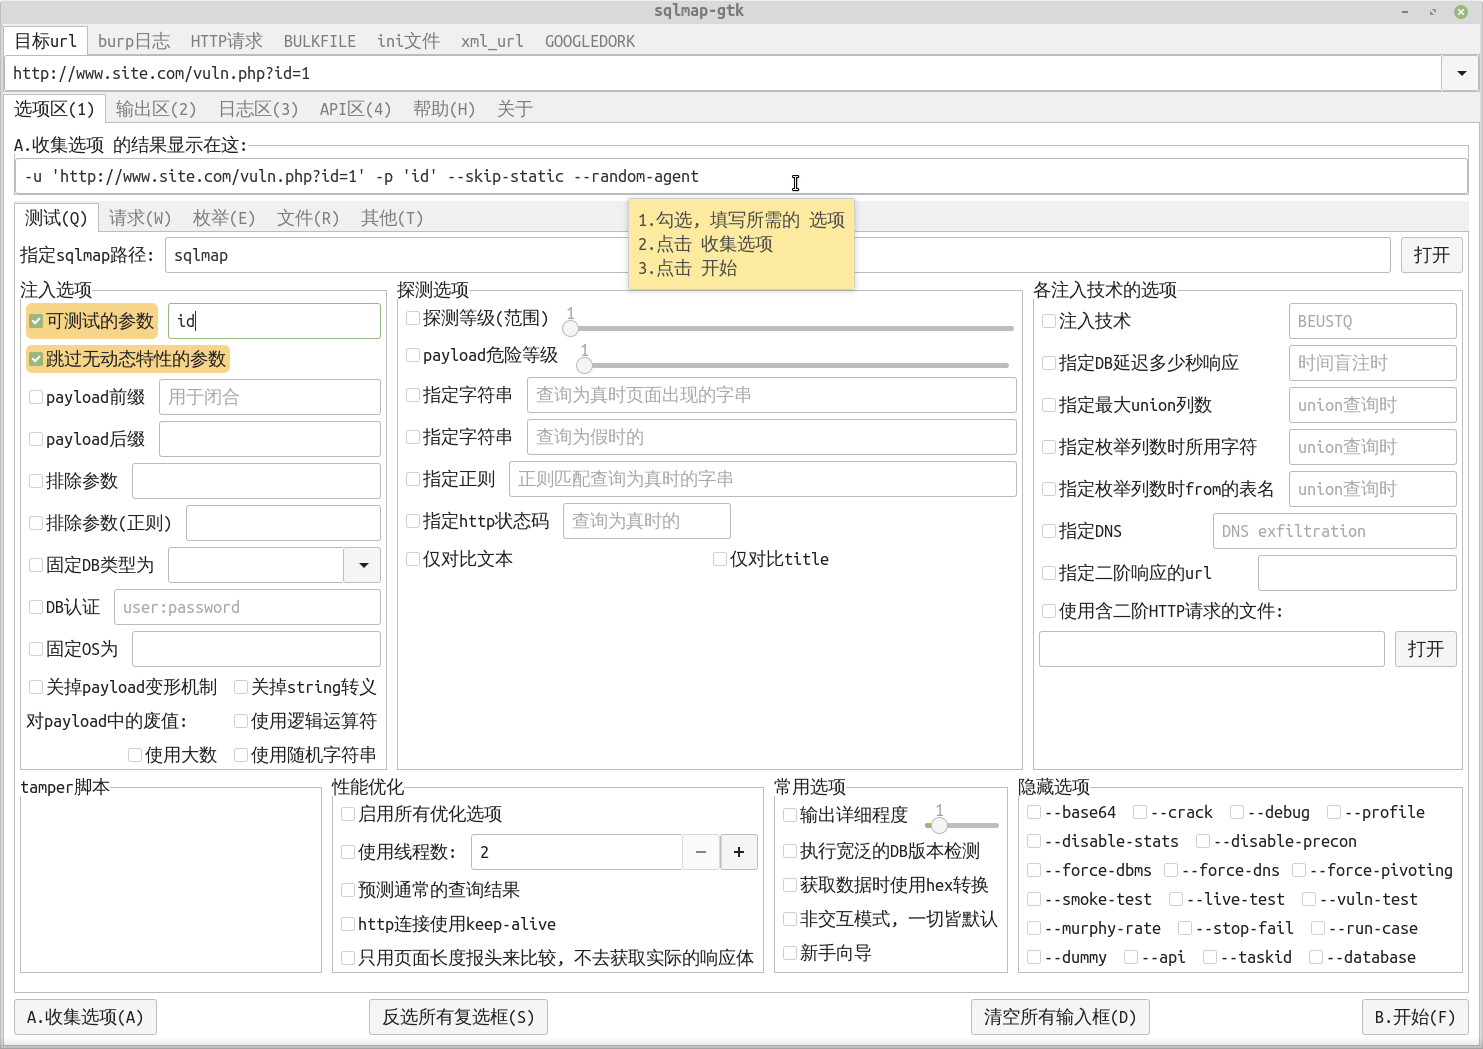 sqlmap-gtk
目标url burp日志 HTTP请求 BULKFILE ini文件 xml_url GOOGLEDORK
http://www.site.com/vuln.php?id=1
选项区(1) 输出区(2) 日志区(3) API区(4) 帮助(H) 关于
A.收集选项 的结果显示在这:
-u 'http://www.site.com/vuln.php?id=1' -p 'id' --skip-static --random-agent
测试(Q) 请求(W) 枚举(E) 文件(R) 其他(T)
1.勾选, 填写所需的 选项
2.点击 收集选项
3.点击 开始
指定sqlmap路径: sqlmap 打开
注入选项
可测试的参数 id
跳过无动态特性的参数
payload前缀 用于闭合
payload后缀
排除参数
排除参数(正则)
固定DB类型为
DB认证 user:password
固定OS为
关掉payload变形机制 关掉string转义
对payload中的废值: 使用逻辑运算符
使用大数 使用随机字符串
探测选项
探测等级(范围) 1
payload危险等级 1
指定字符串 查询为真时页面出现的字串
指定字符串 查询为假时的
指定正则 正则匹配查询为真时的字串
指定http状态码 查询为真时的
仅对比文本 仅对比title
各注入技术的选项
注入技术 BEUSTQ
指定DB延迟多少秒响应 时间盲注时
指定最大union列数 union查询时
指定枚举列数时所用字符 union查询时
指定枚举列数时from的表名 union查询时
指定DNS DNS exfiltration
指定二阶响应的url
使用含二阶HTTP请求的文件:
打开
tamper脚本
性能优化
启用所有优化选项
使用线程数: 2 − +
预测通常的查询结果
http连接使用keep-alive
只用页面长度报头来比较, 不去获取实际的响应体
常用选项
输出详细程度 1
执行宽泛的DB版本检测
获取数据时使用hex转换
非交互模式, 一切皆默认
新手向导
隐藏选项
--base64 --crack --debug --profile
--disable-stats --disable-precon
--force-dbms --force-dns --force-pivoting
--smoke-test --live-test --vuln-test
--murphy-rate --stop-fail --run-case
--dummy --api --taskid --database
A.收集选项(A) 反选所有复选框(S) 清空所有输入框(D) B.开始(F)